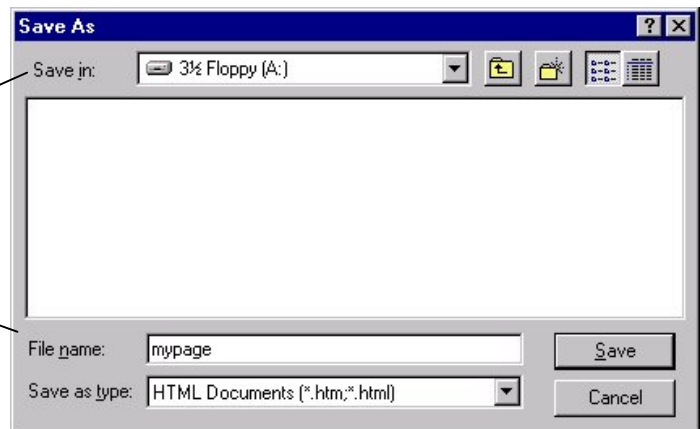 Save As
Save in: 3½ Floppy (A:)
File name: mypage Save
Save as type: HTML Documents (*.htm;*.html) Cancel